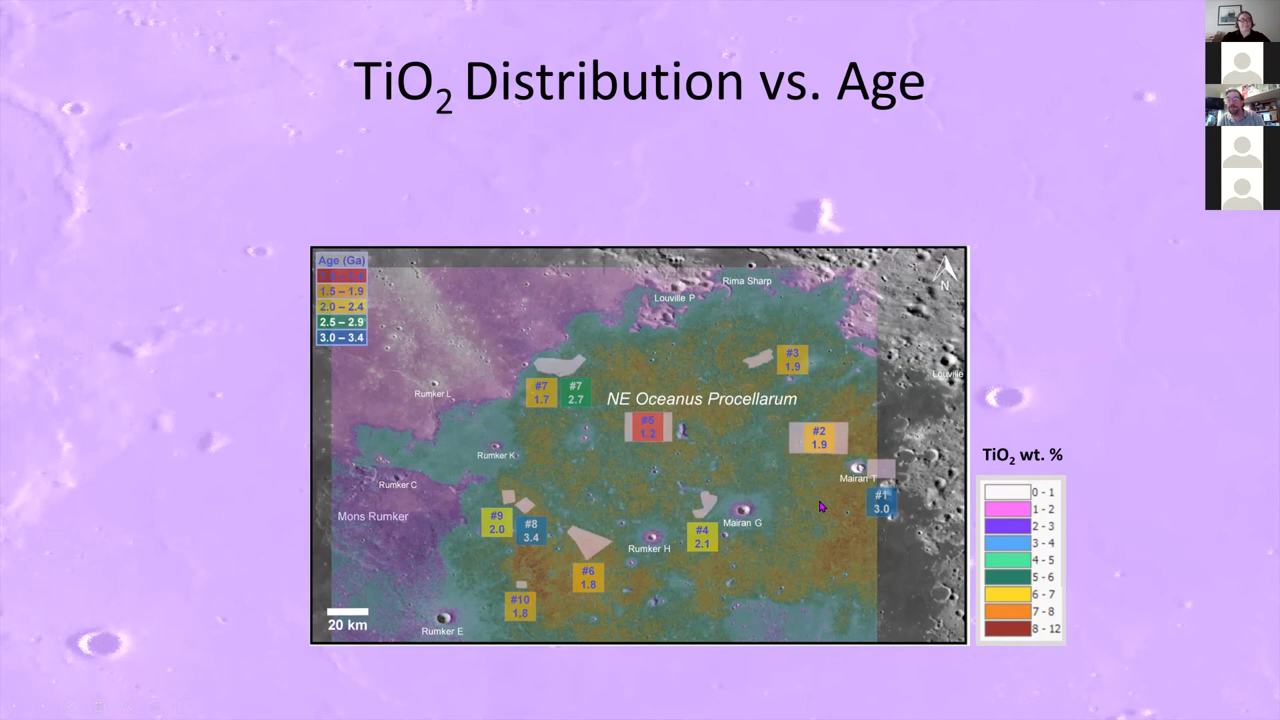 TiO2 Distribution vs. Age
Age (Ga)
1.5 – 1.9
2.0 – 2.4
2.5 – 2.9
3.0 – 3.4
Rima Sharp
Louville P
N
#3
1.9
Louville
#7
1.7
#7
2.7
Rumker L
NE Oceanus Procellarum
#5
1.2
#2
1.9
Rumker K
Mairan T
Rumker C
#1
3.0
Mons Rumker
#9
2.0
#8
3.4
Mairan G
#4
2.1
Rumker H
#6
1.8
#10
1.8
20 km
Rumker E
TiO2 wt. %
0 - 1
1 - 2
2 - 3
3 - 4
4 - 5
5 - 6
6 - 7
7 - 8
8 - 12